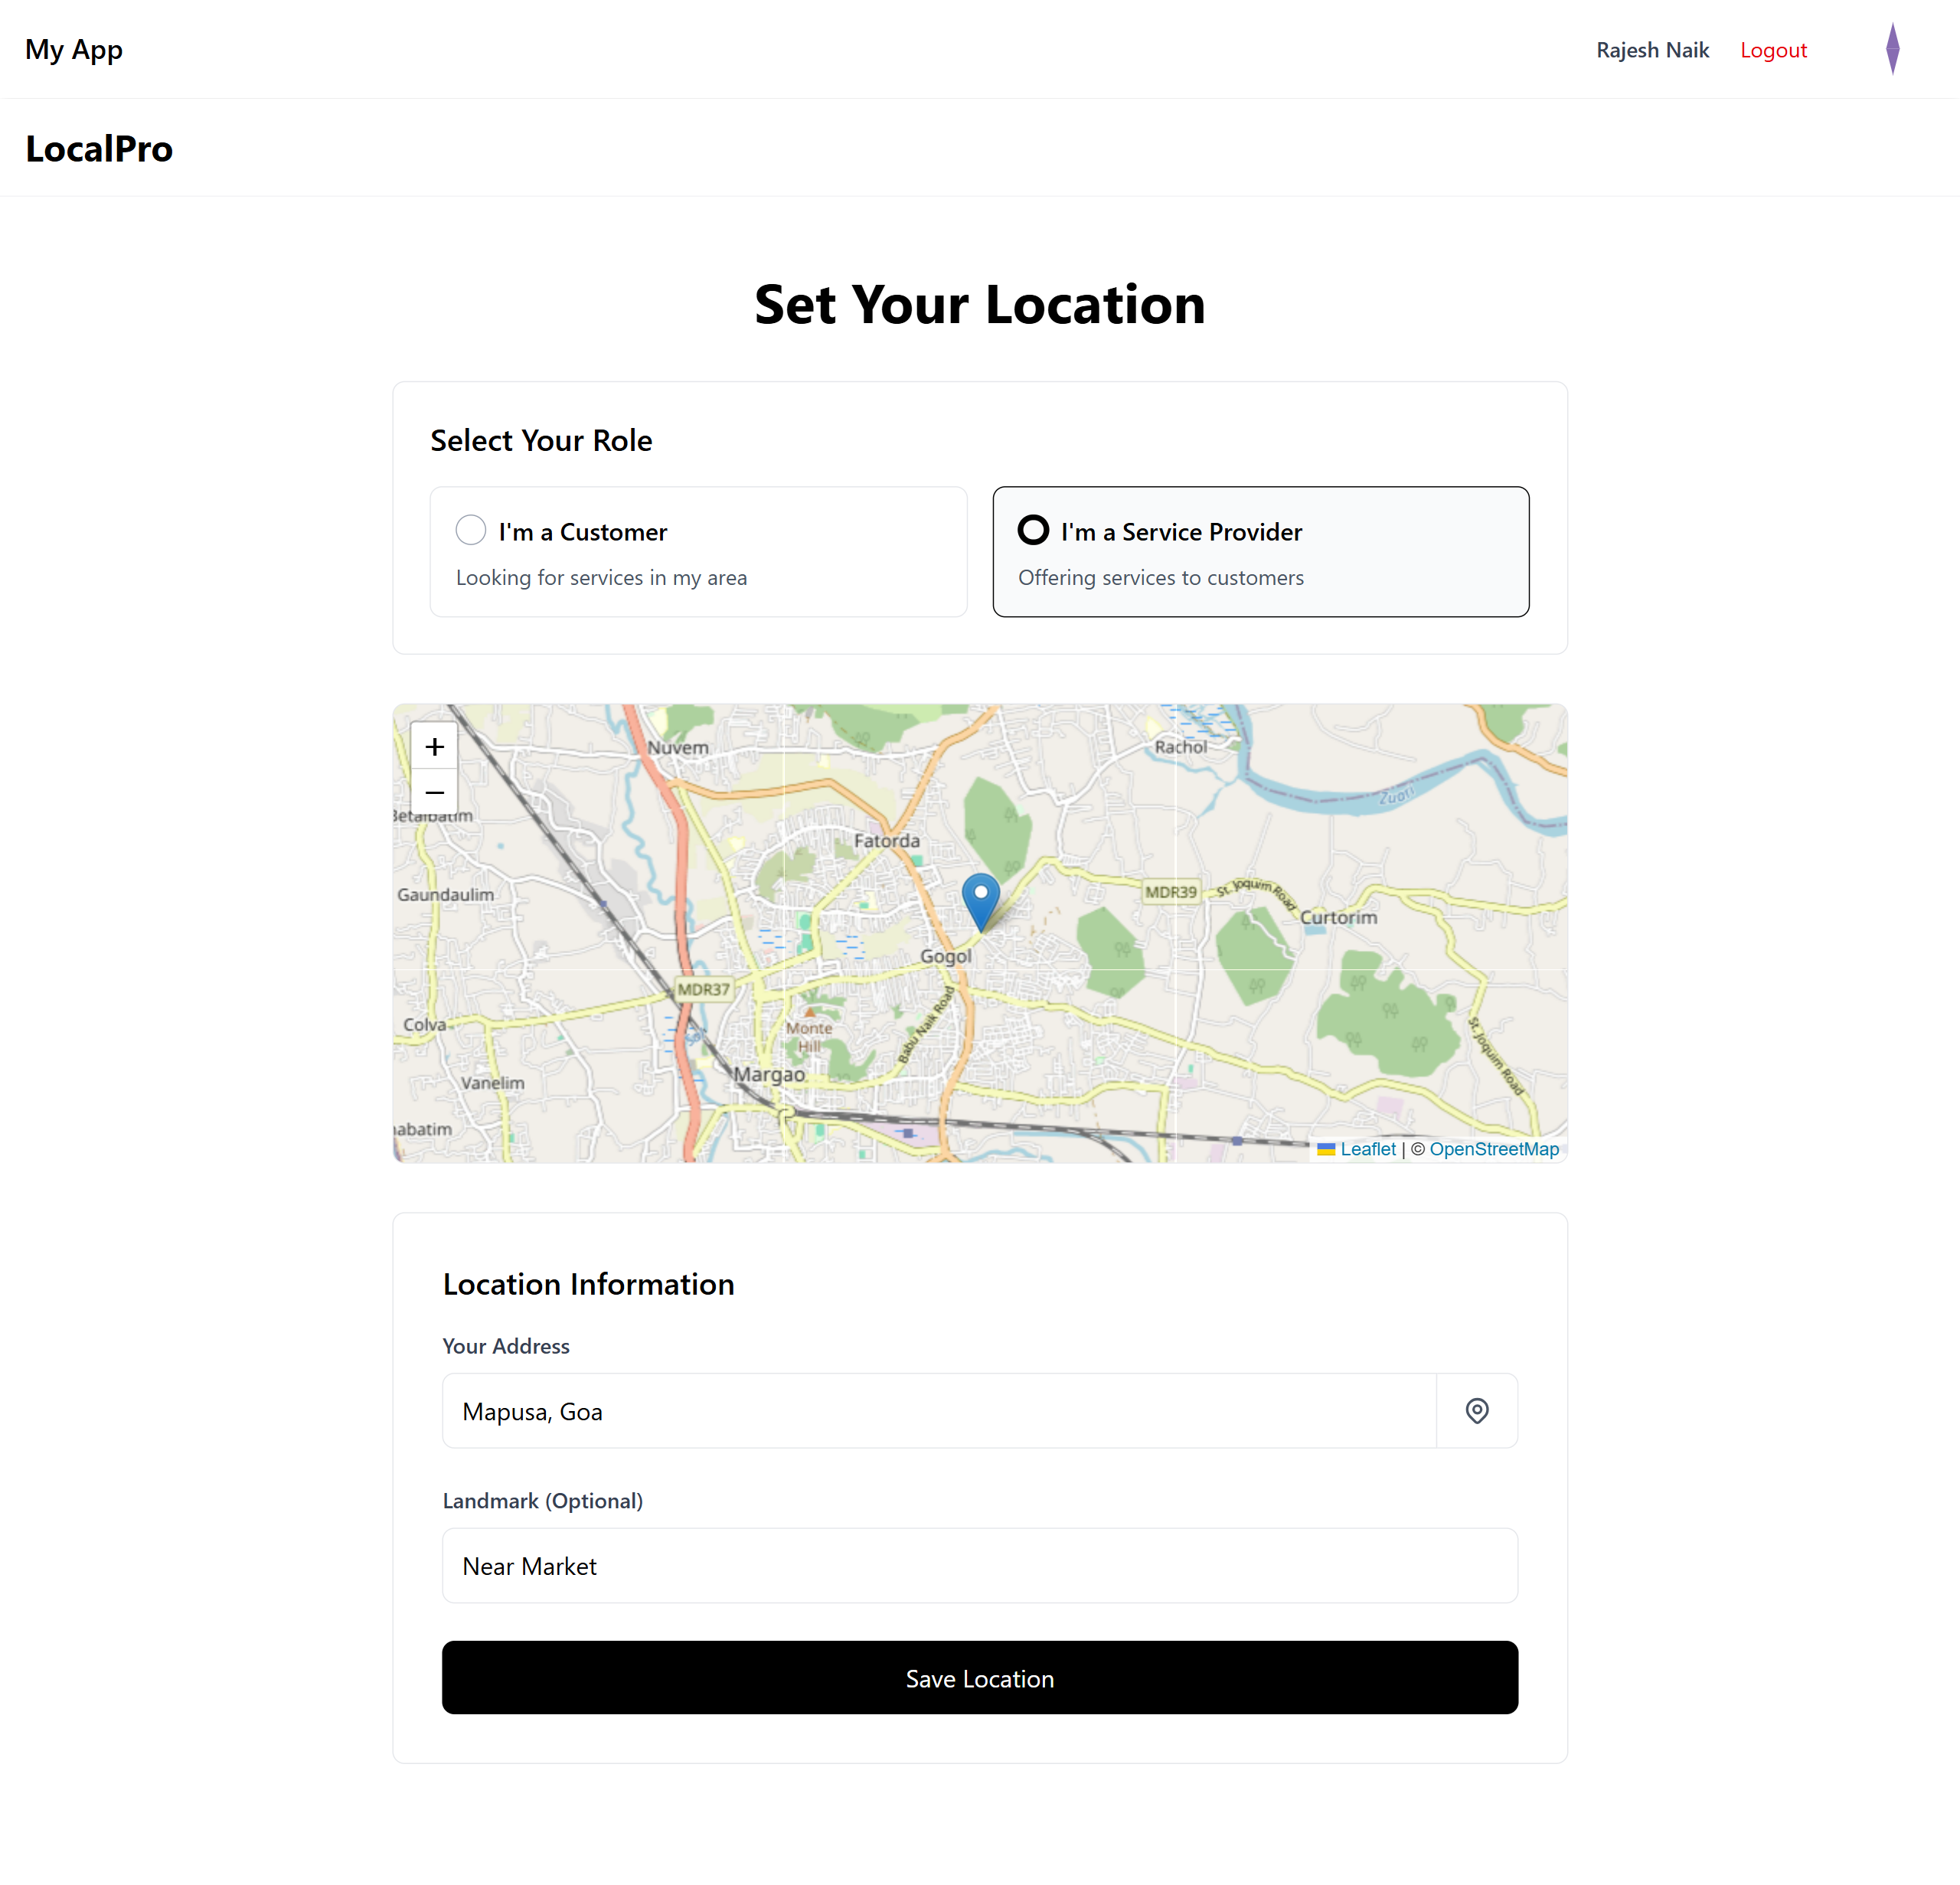 My App
Rajesh Naik Logout
LocalPro
Set Your Location
Select Your Role
I'm a Customer
Looking for services in my area
I'm a Service Provider
Offering services to customers
+
−
Nuvem
Rachol
Zuari
Betalbatim
Fatorda
Gaundaulim
MDR39
St. Joquim Road
Curtorim
Gogol
MDR37
Colva
Monte
Hill
Babu Naik Road
St. Joquim Road
Margao
Vanelim
nabatim
Leaflet | © OpenStreetMap
Location Information
Your Address
Mapusa, Goa
Landmark (Optional)
Near Market
Save Location